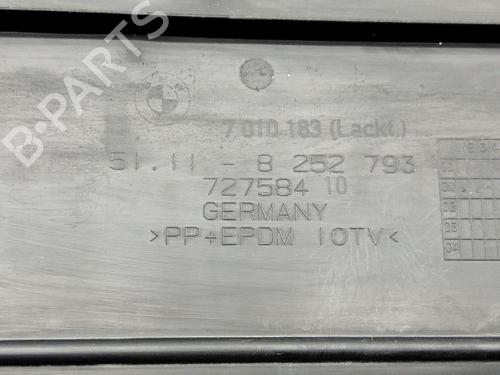 B-PARTS
7 010 183 (Lackt.)
51.11 - 8 252 793
727584 10
GERMANY
>PP+EPDM 10TV<